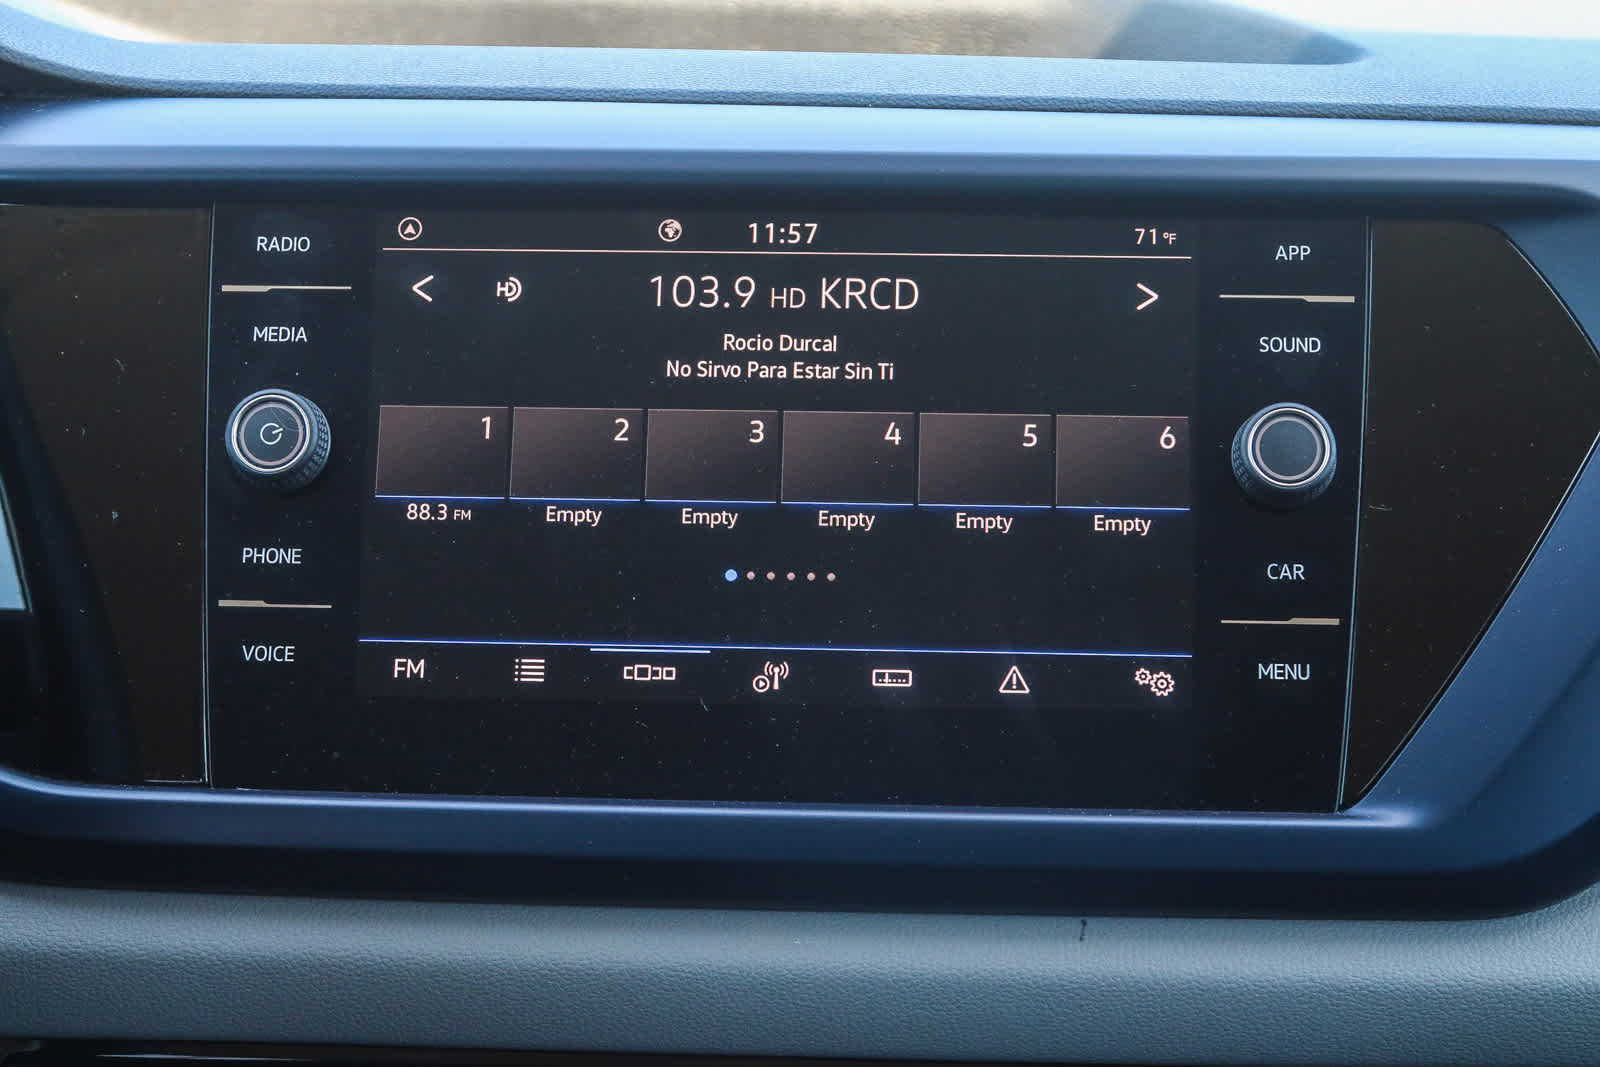 RADIO
MEDIA
PHONE
VOICE
11:57
71°F
HD
103.9 HD KRCD
Rocio Durcal
No Sirvo Para Estar Sin Ti
1 2 3 4 5 6
88.3 FM Empty Empty Empty Empty Empty
FM
APP
SOUND
CAR
MENU